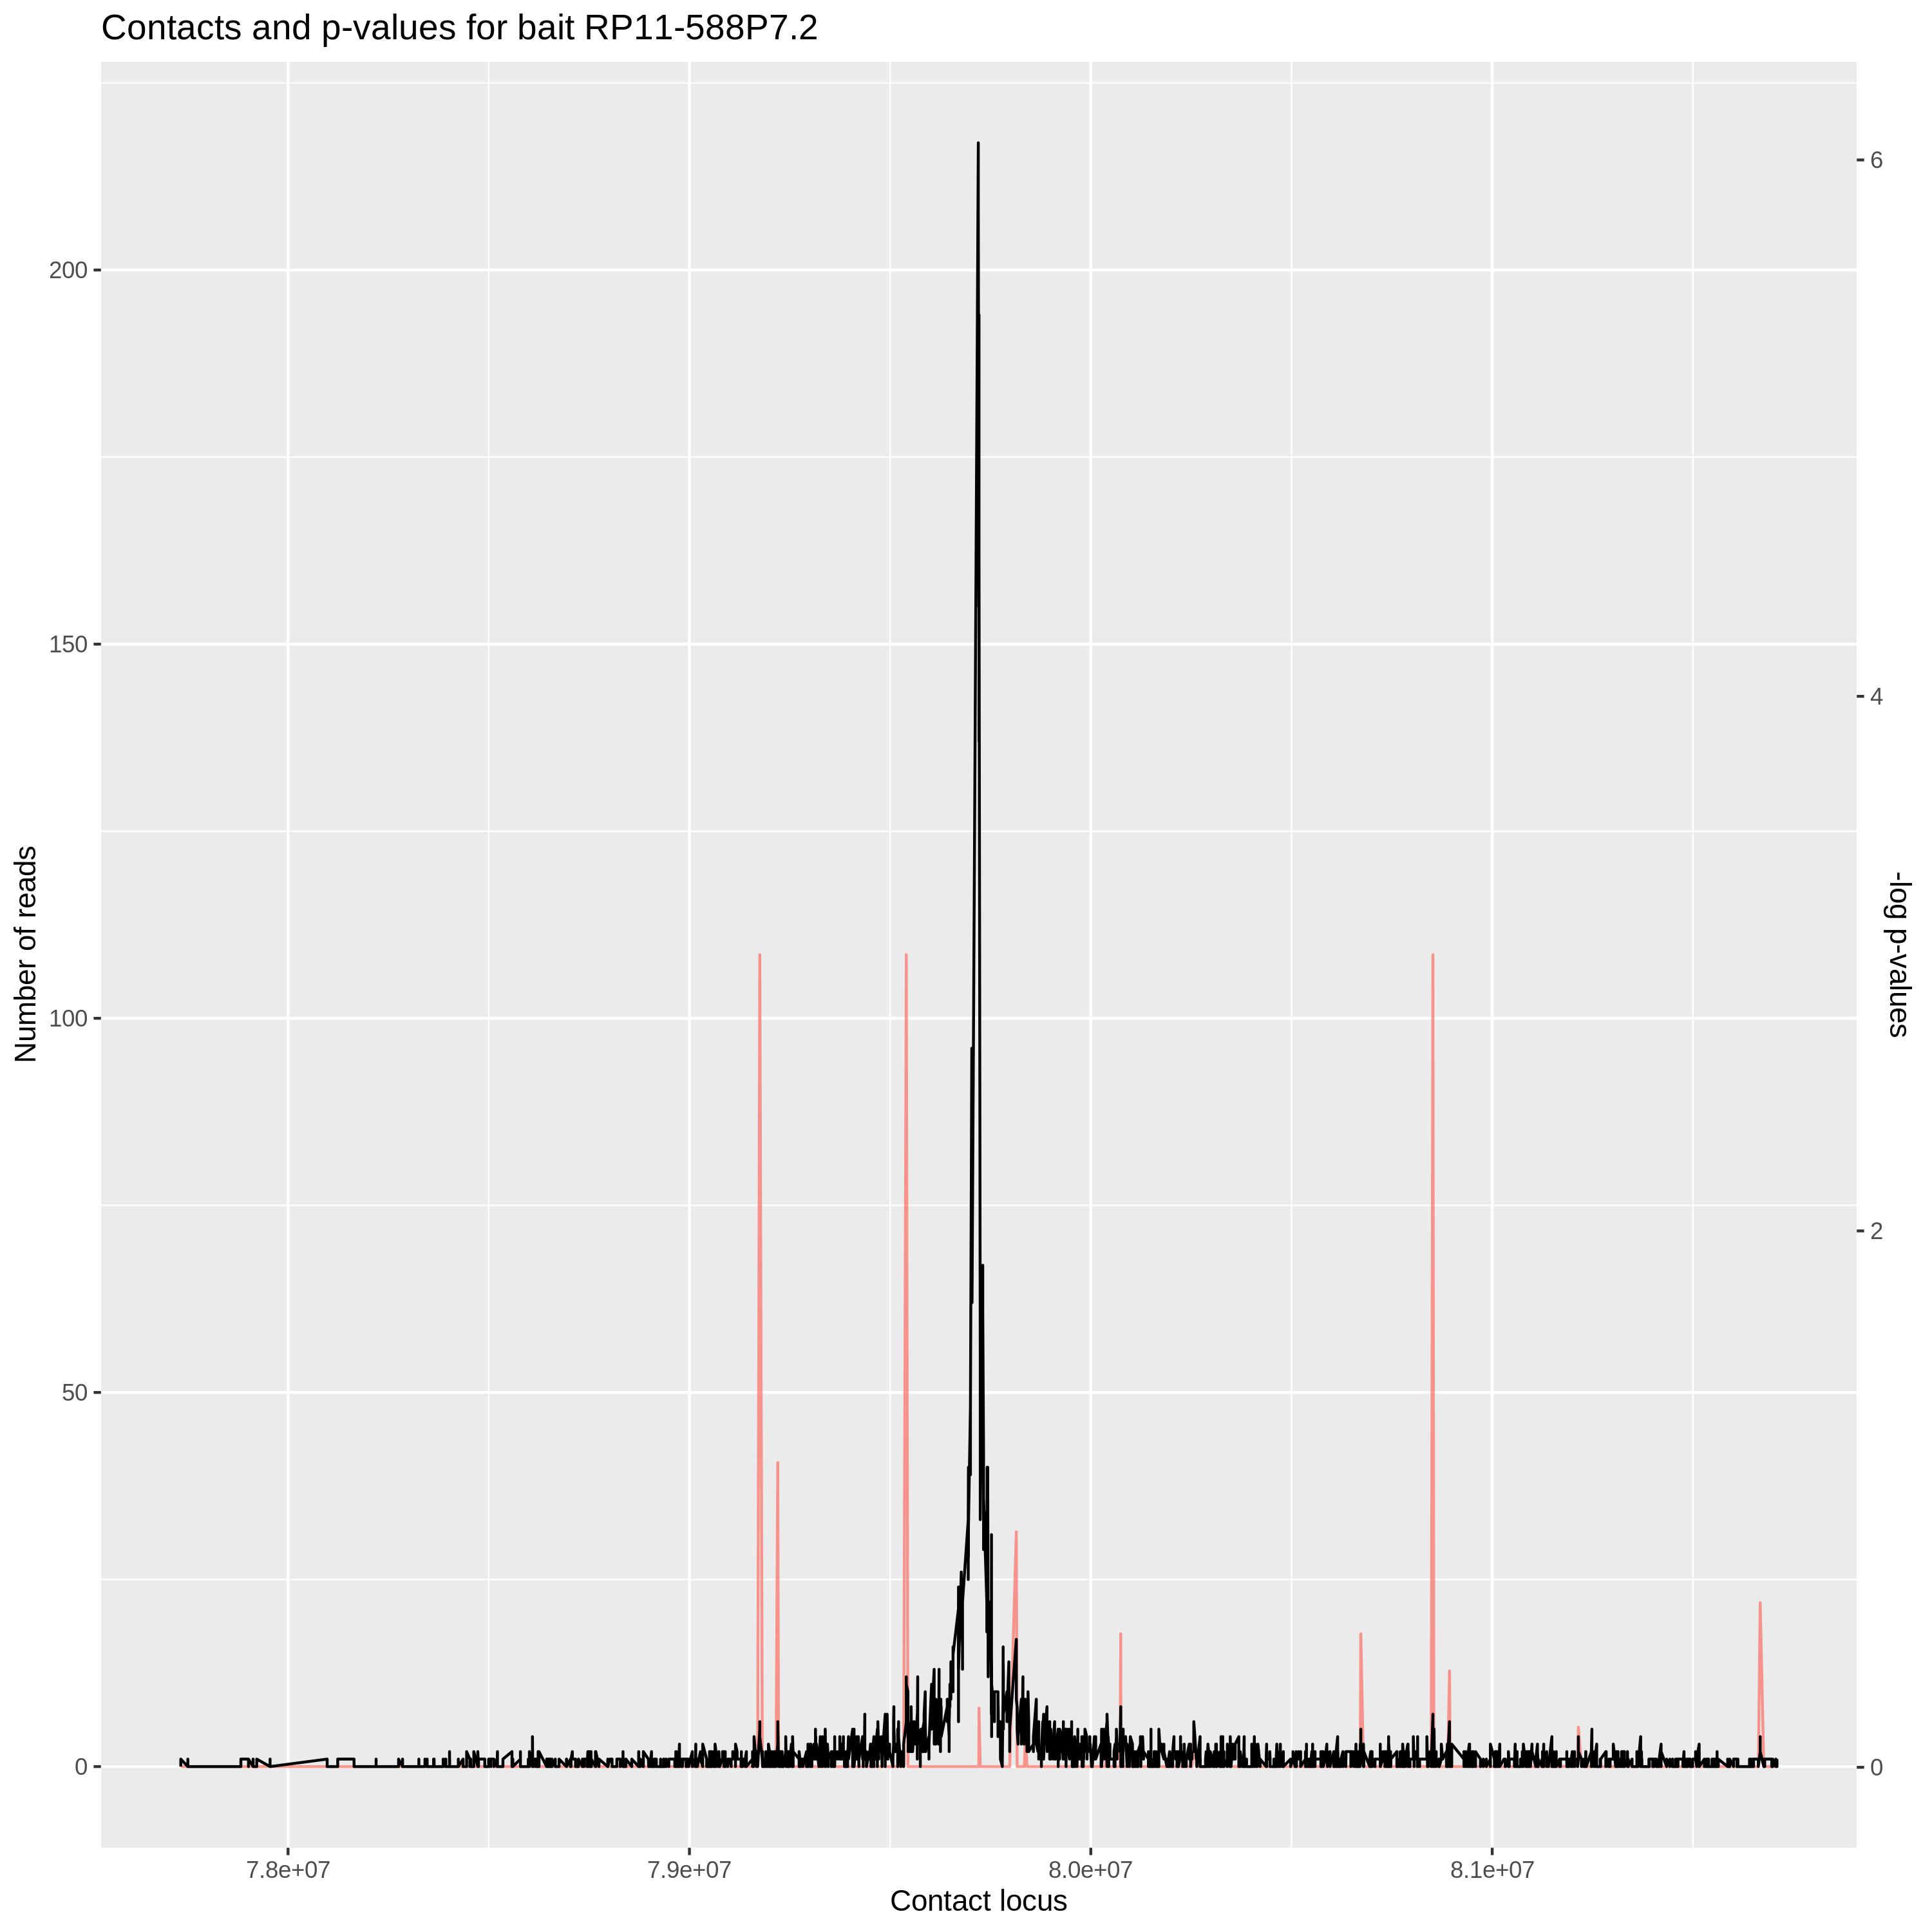 Contacts and p-values for bait RP11-588P7.2
200
150
100
50
0
Number of reads
6
4
2
0
-log p-values
7.8e+07 7.9e+07 8.0e+07 8.1e+07
Contact locus